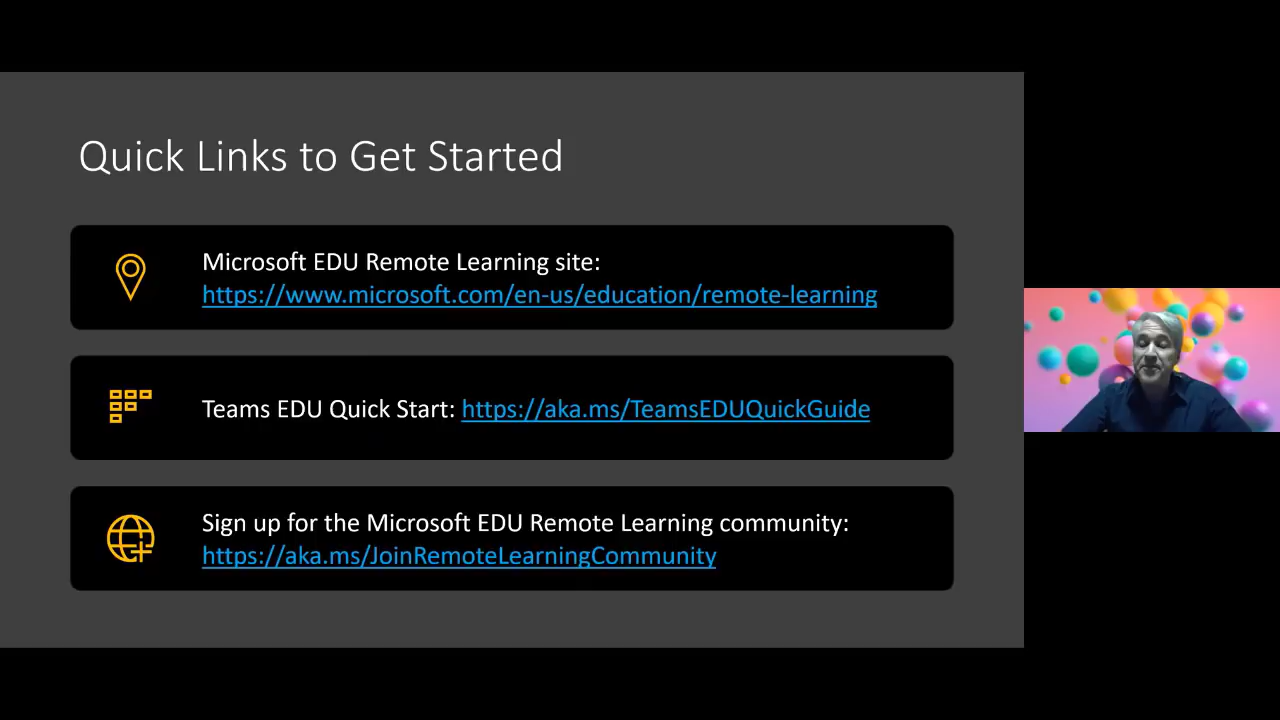 Quick Links to Get Started
Microsoft EDU Remote Learning site:
https://www.microsoft.com/en-us/education/remote-learning
Teams EDU Quick Start: https://aka.ms/TeamsEDUQuickGuide
Sign up for the Microsoft EDU Remote Learning community:
https://aka.ms/JoinRemoteLearningCommunity